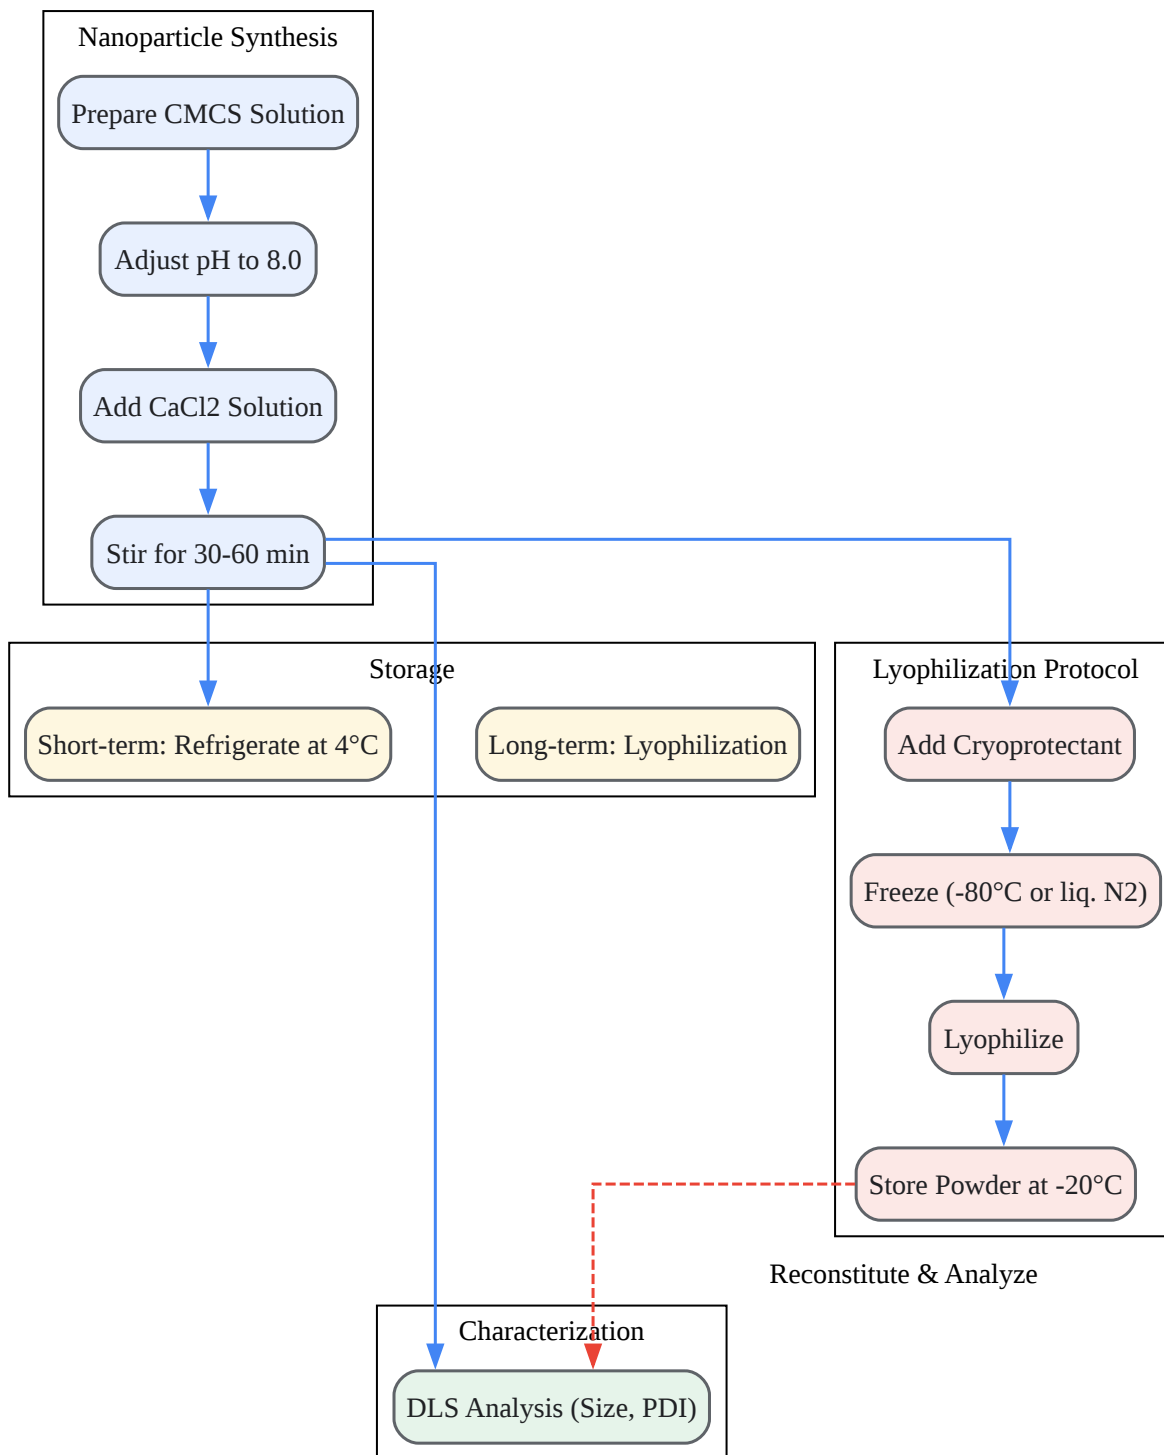 Nanoparticle Synthesis
Prepare CMCS Solution
Adjust pH to 8.0
Add CaCl2 Solution
Stir for 30-60 min
Storage
Short-term: Refrigerate at 4°C
Long-term: Lyophilization
Lyophilization Protocol
Add Cryoprotectant
Freeze (-80°C or liq. N2)
Lyophilize
Store Powder at -20°C
Reconstitute & Analyze
Characterization
DLS Analysis (Size, PDI)